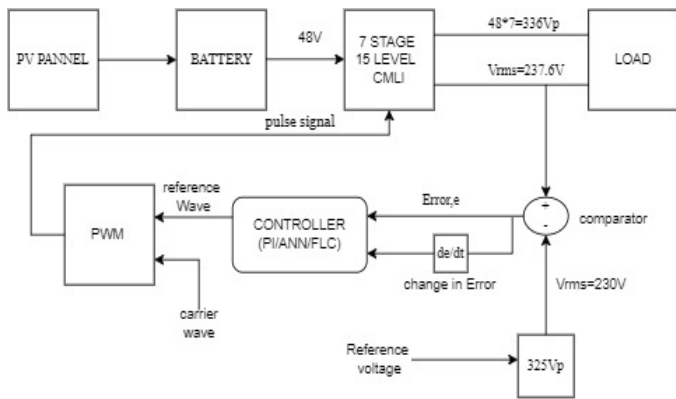 PV PANNEL
BATTERY
48V
7 STAGE
15 LEVEL
CMLI
48*7=336Vp
Vrms=237.6V
LOAD
pulse signal
PWM
reference
Wave
CONTROLLER
(PI/ANN/FLC)
Error,e
de/dt
change in Error
+
-
comparator
carrier
wave
Vrms=230V
Reference
voltage
325Vp